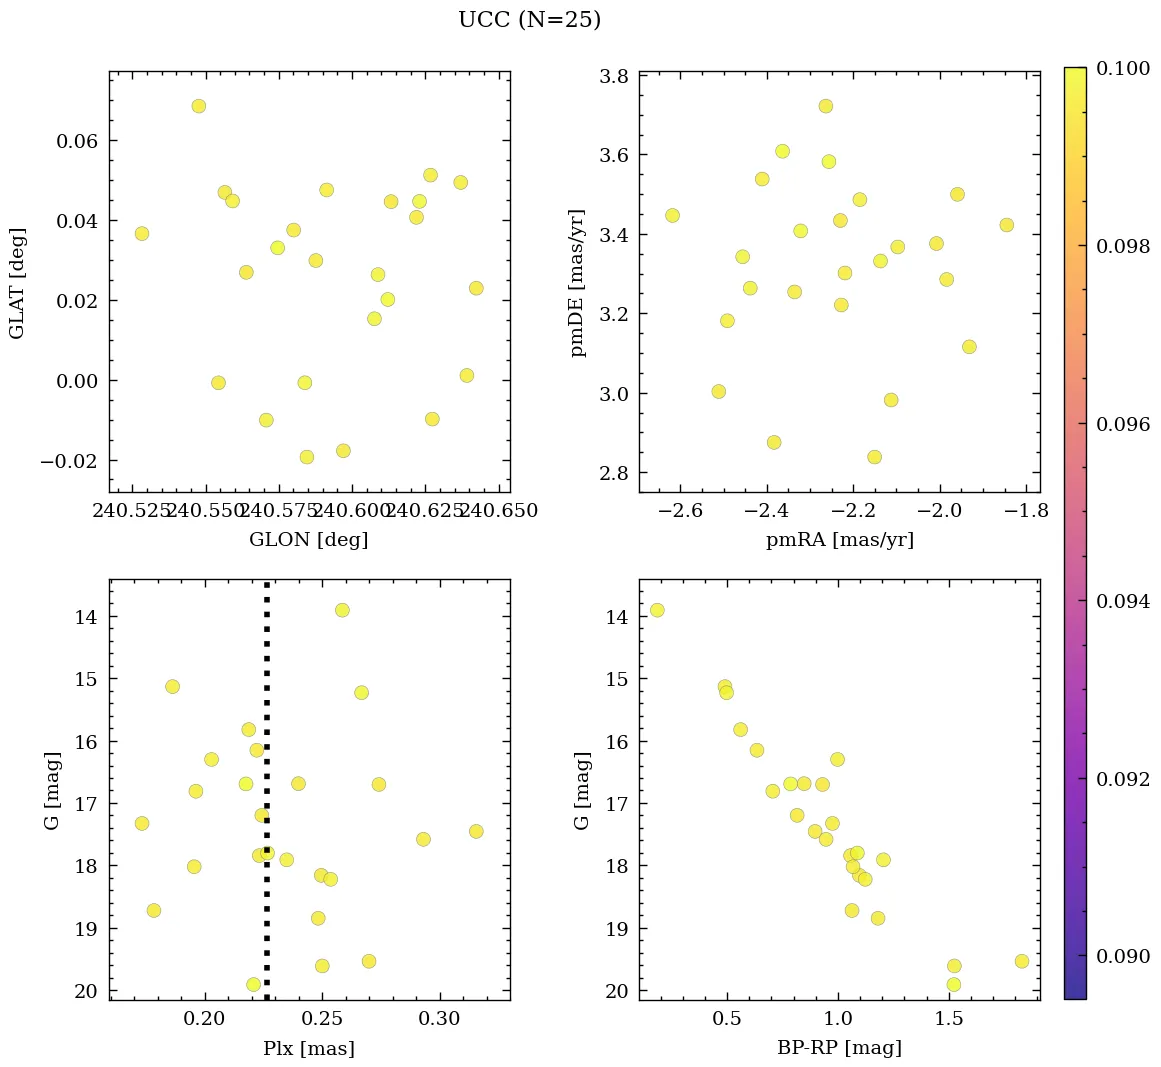 UCC (N=25)
0.06
0.04
0.02
0.00
−0.02
GLAT [deg]
240.525 240.550 240.575 240.600 240.625 240.650
GLON [deg]
3.8
3.6
3.4
3.2
3.0
2.8
pmDE [mas/yr]
−2.6 −2.4 −2.2 −2.0 −1.8
pmRA [mas/yr]
14
15
16
17
18
19
20
G [mag]
0.20 0.25 0.30
Plx [mas]
14
15
16
17
18
19
20
G [mag]
0.5 1.0 1.5
BP-RP [mag]
0.100
0.098
0.096
0.094
0.092
0.090